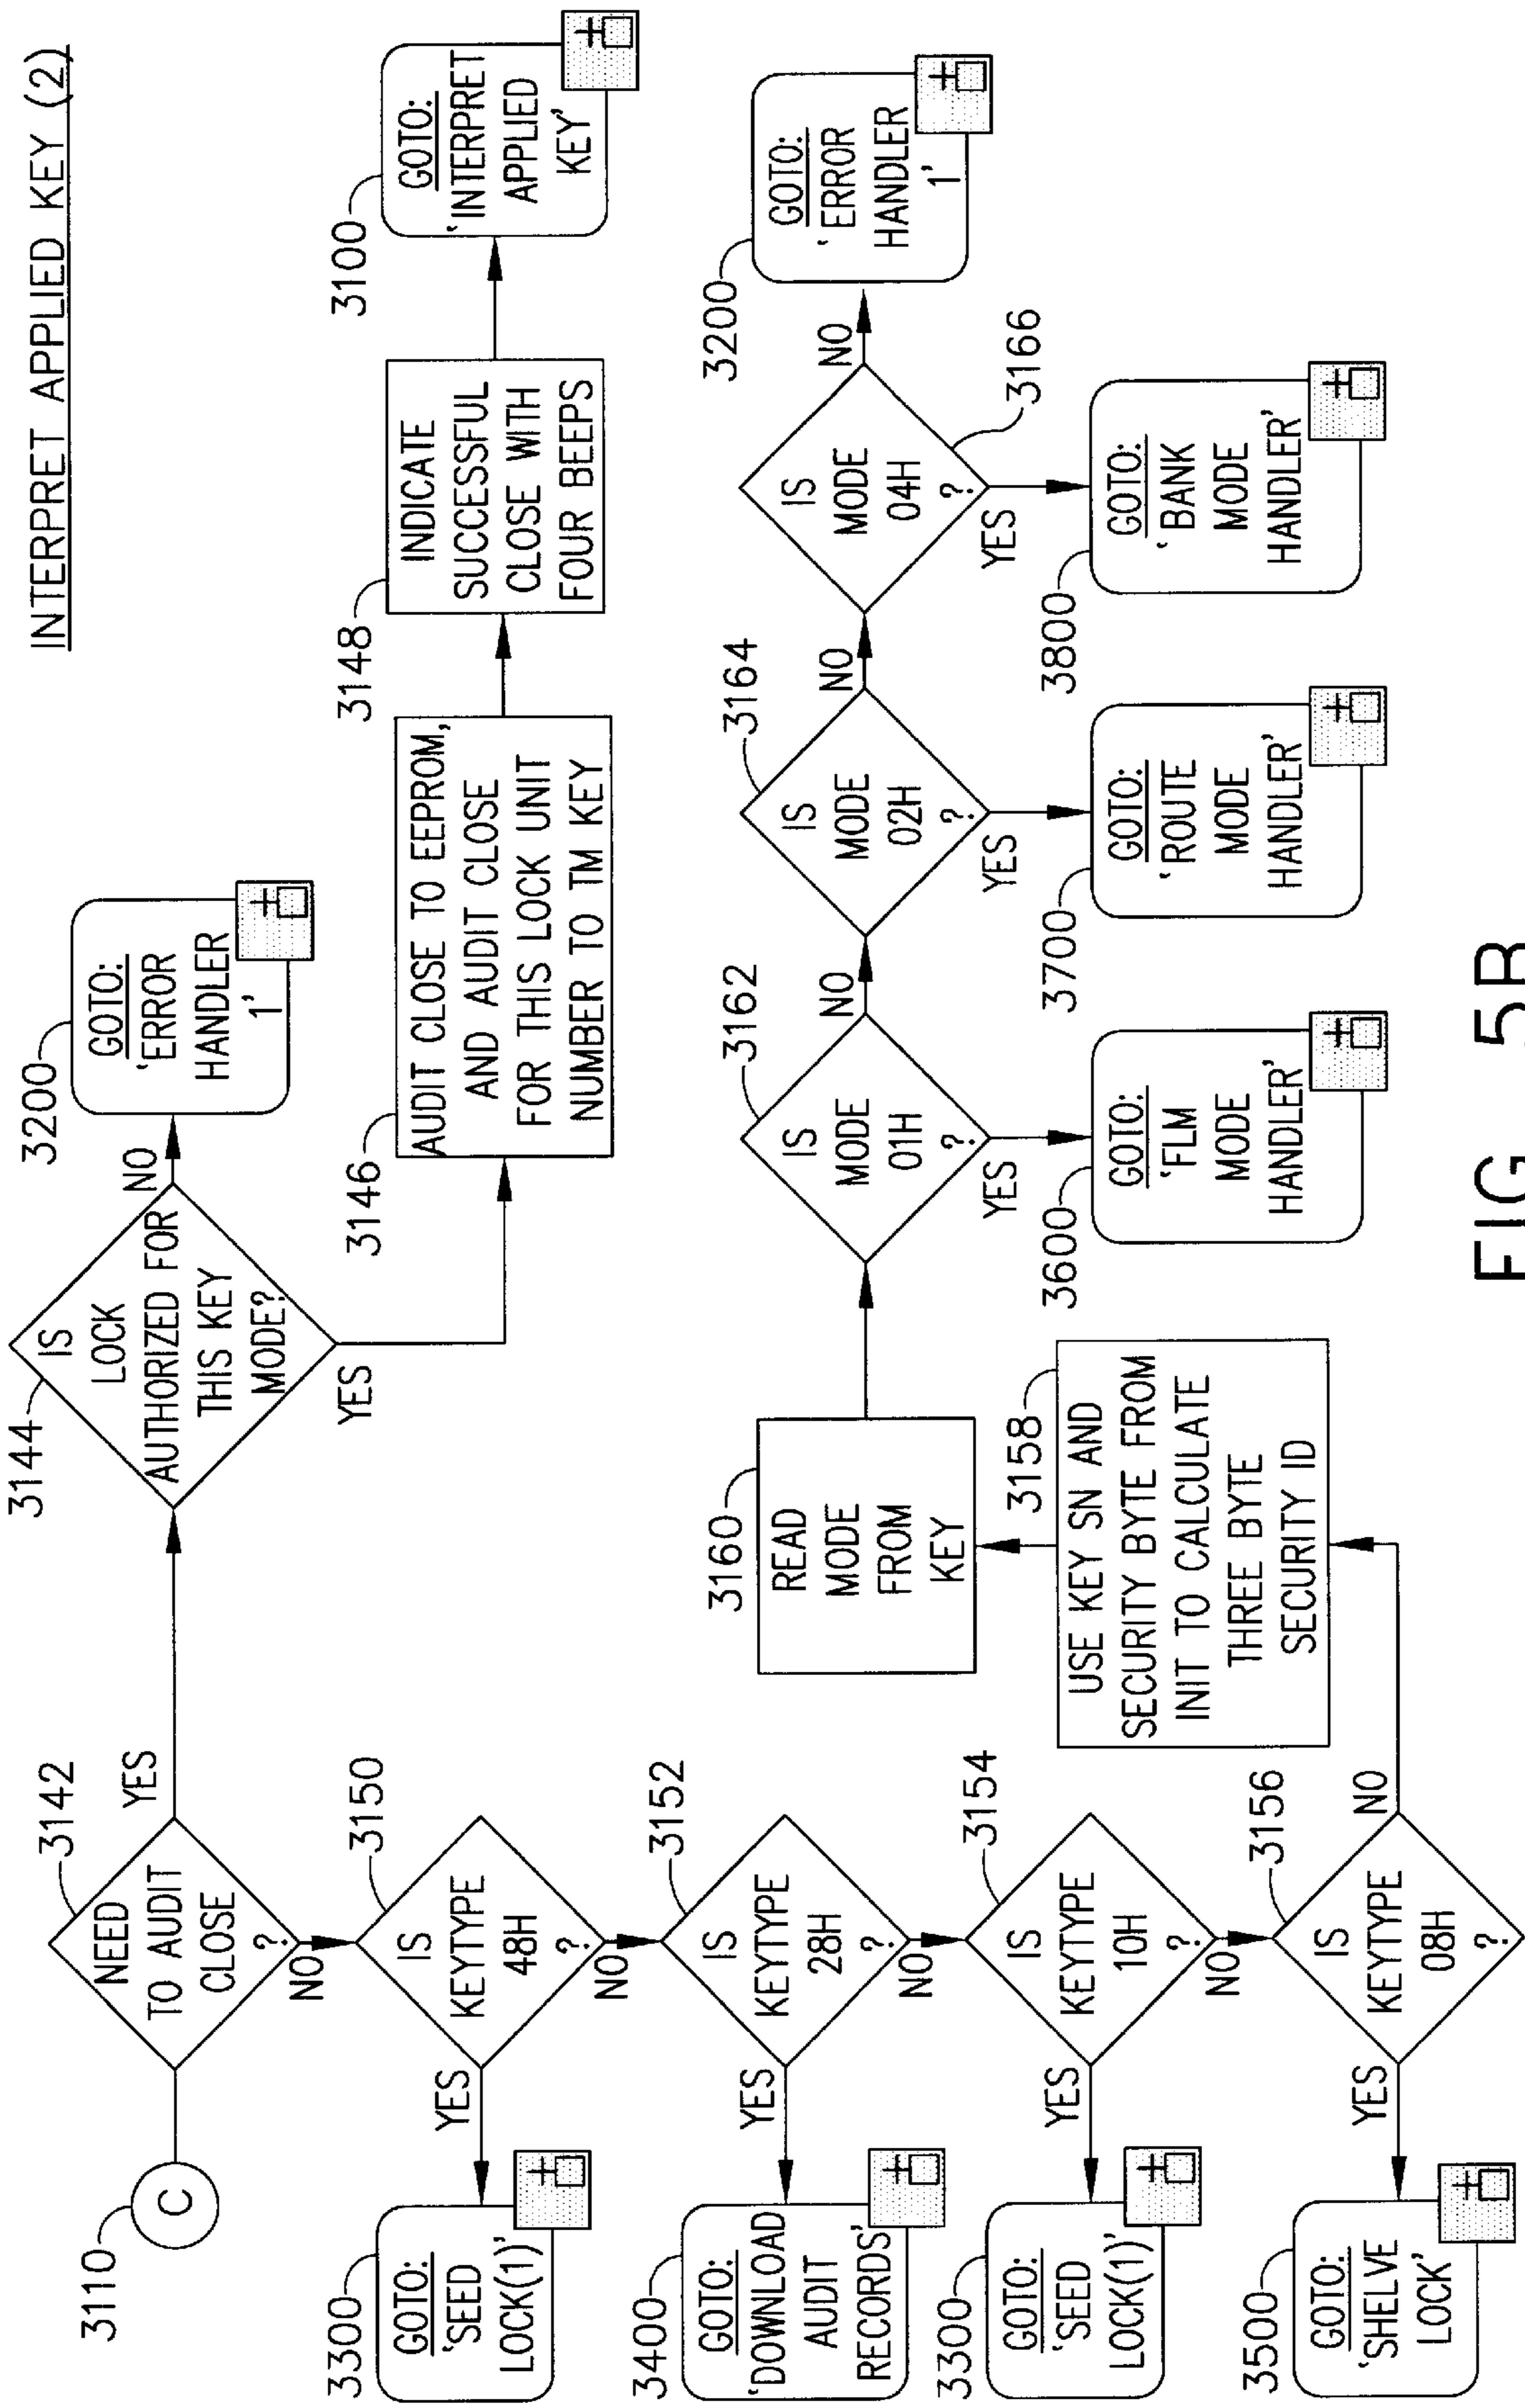 INTERPRET APPLIED KEY (2)
3110
C
3142
NEED
TO AUDIT
CLOSE
?
YES
NO
3144
IS
LOCK
AUTHORIZED FOR
THIS KEY
MODE?
NO
YES
3200
GOTO:
'ERROR
HANDLER
1'
3146
AUDIT CLOSE TO EEPROM,
AND AUDIT CLOSE
FOR THIS LOCK UNIT
NUMBER TO TM KEY
3148
INDICATE
SUCCESSFUL
CLOSE WITH
FOUR BEEPS
3100
GOTO:
'INTERPRET
APPLIED
KEY'
3150
IS
KEYTYPE
48H
?
YES
NO
3300
GOTO:
'SEED
LOCK(1)'
3152
IS
KEYTYPE
28H
?
YES
NO
3400
GOTO:
'DOWNLOAD
AUDIT
RECORDS'
3154
IS
KEYTYPE
10H
?
YES
NO
3300
GOTO:
'SEED
LOCK(1)'
3156
IS
KEYTYPE
08H
?
YES
NO
3500
GOTO:
'SHELVE
LOCK'
3158
USE KEY SN AND
SECURITY BYTE FROM
INIT TO CALCULATE
THREE BYTE
SECURITY ID
3160
READ
MODE
FROM
KEY
3162
IS
MODE
01H
?
NO
YES
3600
GOTO:
'FLM
MODE
HANDLER'
3164
IS
MODE
02H
?
NO
YES
3700
GOTO:
'ROUTE
MODE
HANDLER'
3166
IS
MODE
04H
?
NO
YES
3800
GOTO:
'BANK
MODE
HANDLER'
3200
GOTO:
'ERROR
HANDLER
1'
FIG. 5B